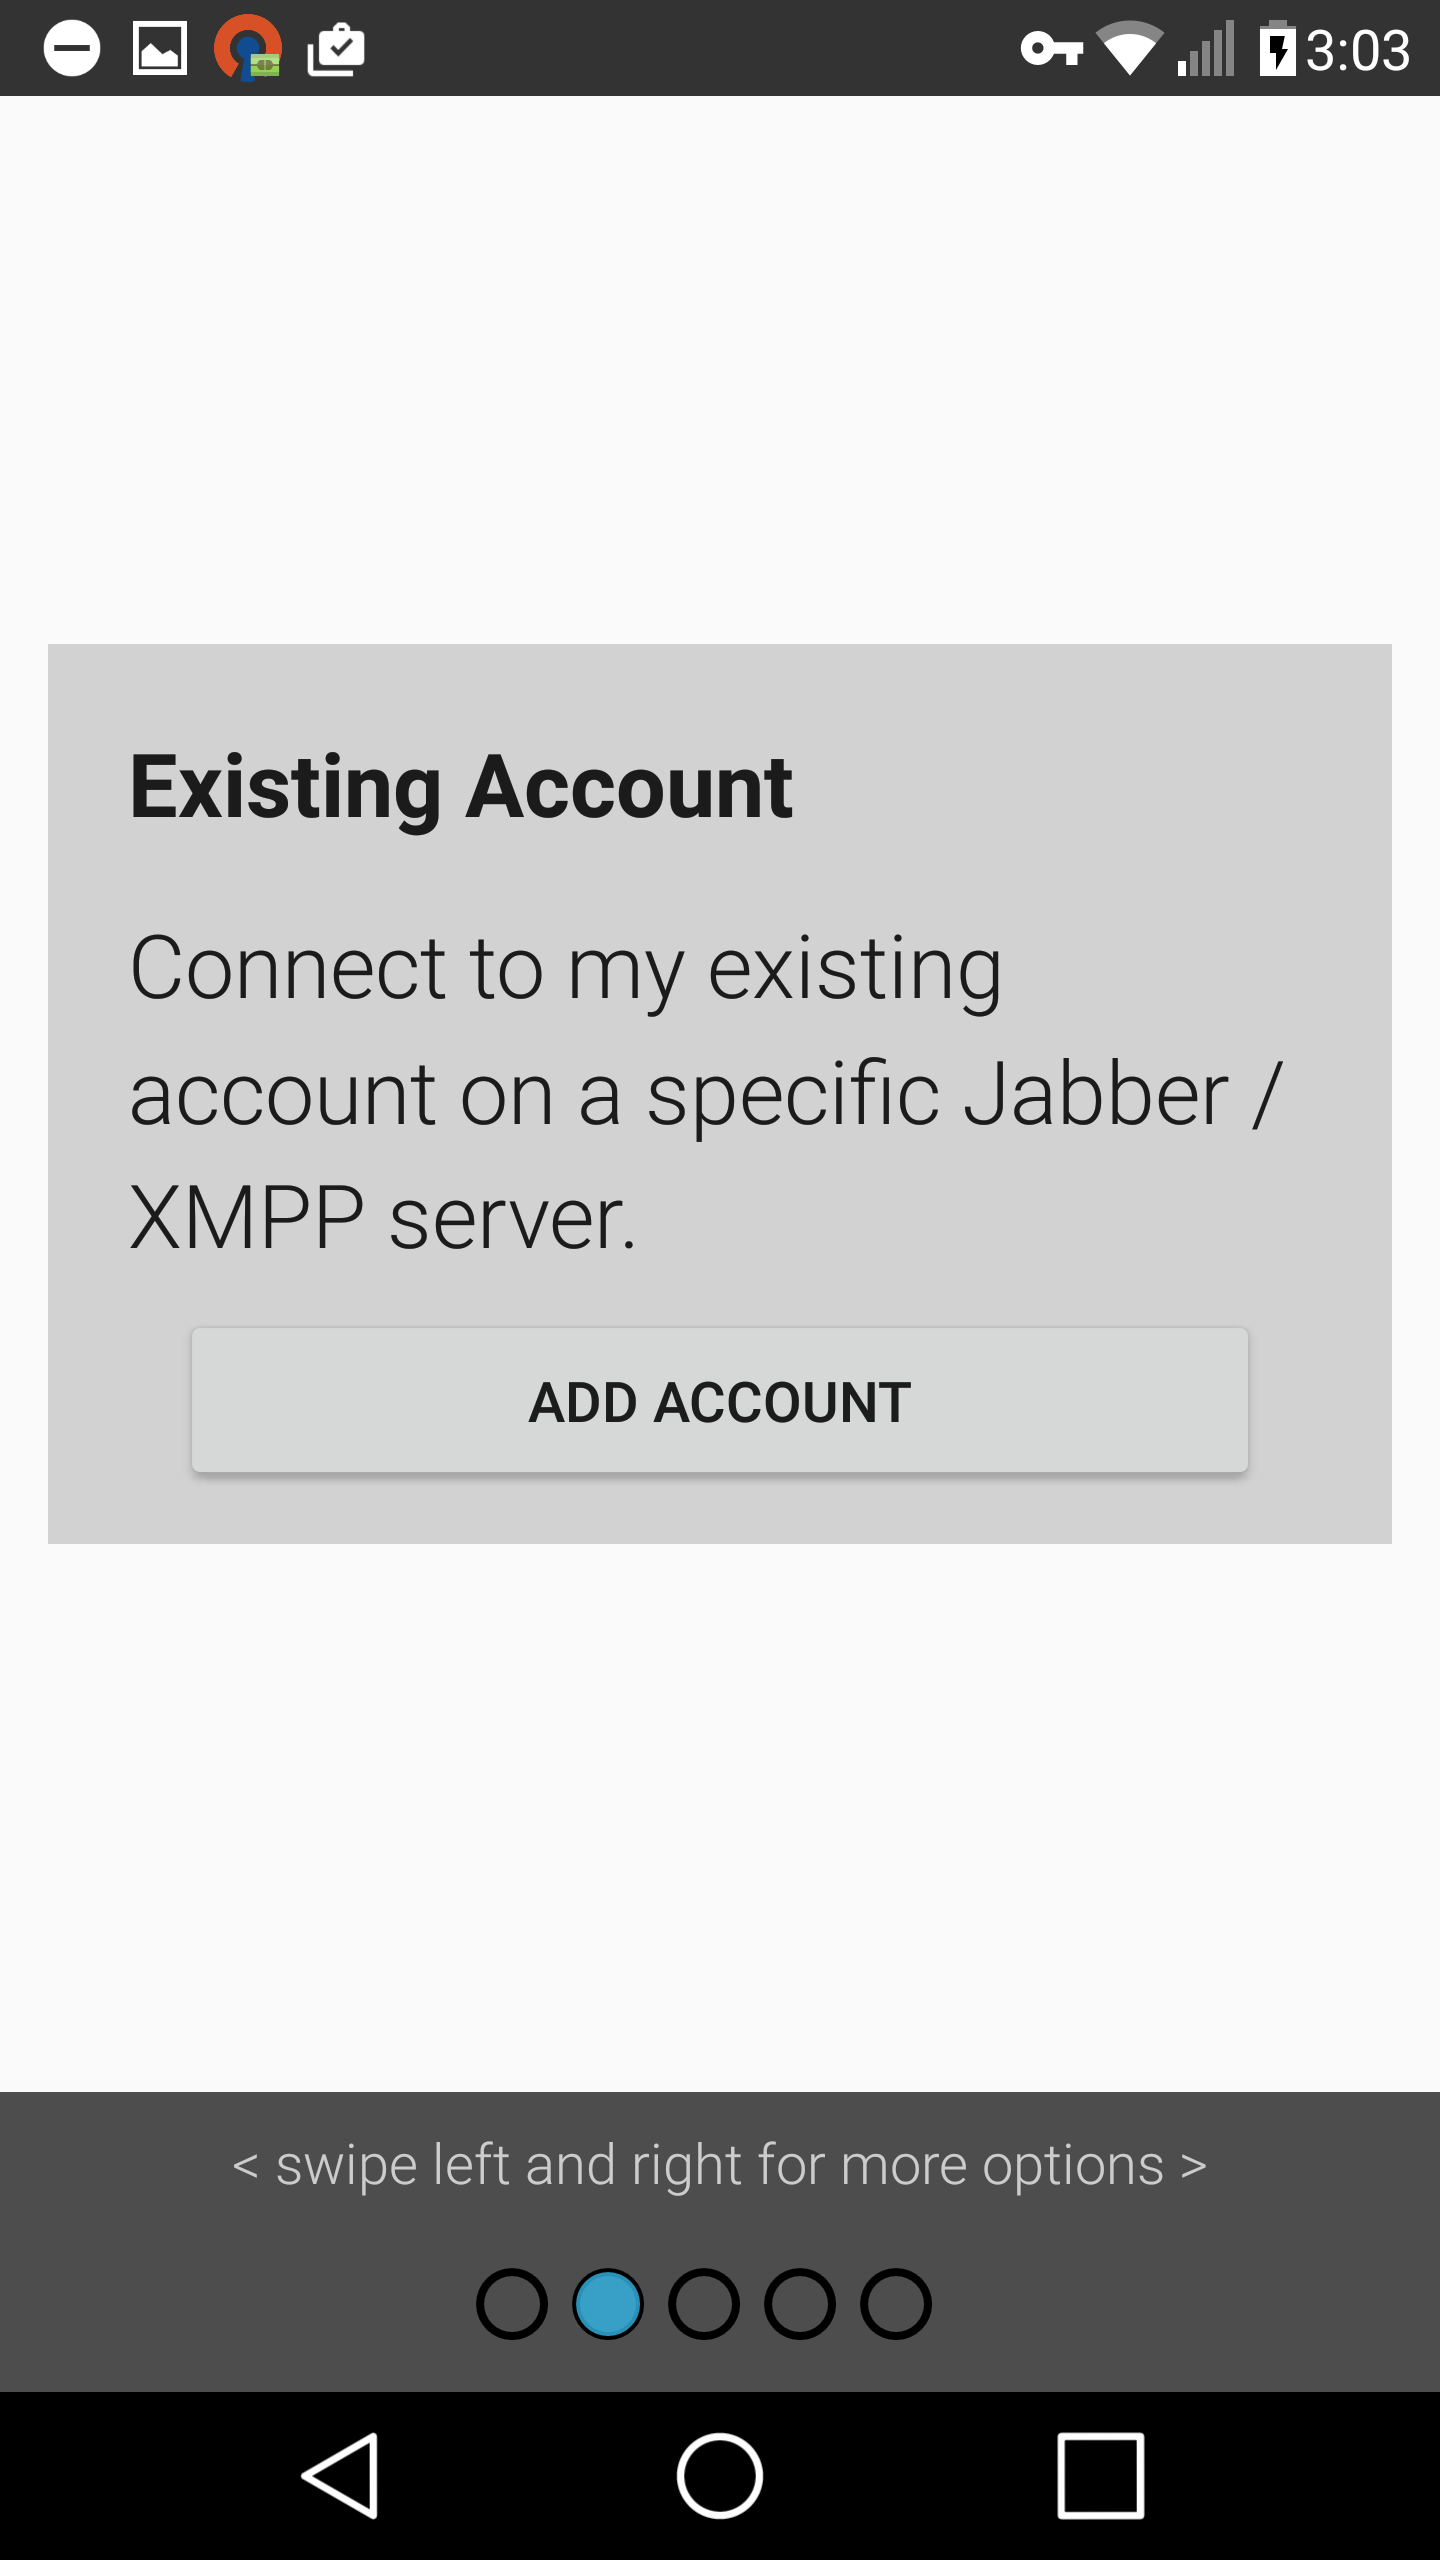 3:03
Existing Account
Connect to my existing
account on a specific Jabber /
XMPP server.
ADD ACCOUNT
< swipe left and right for more options >